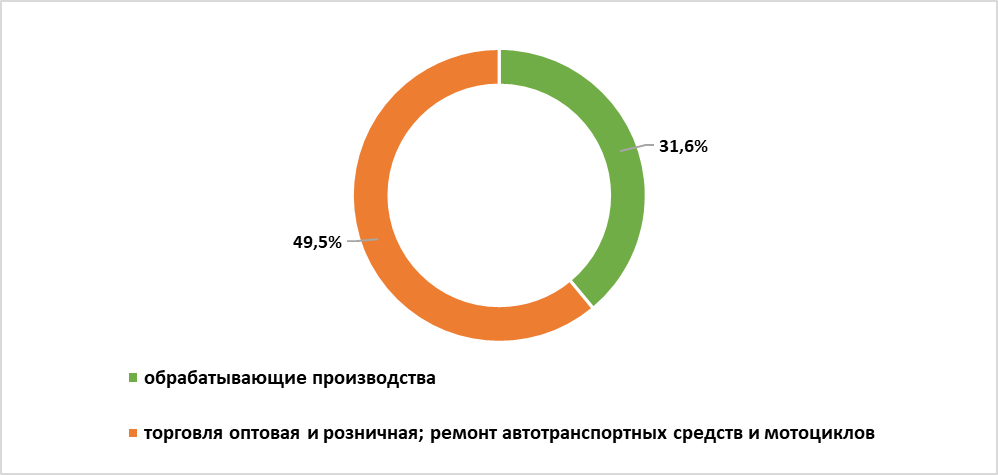 31,6%
49,5%
обрабатывающие производства
торговля оптовая и розничная; ремонт автотранспортных средств и мотоциклов